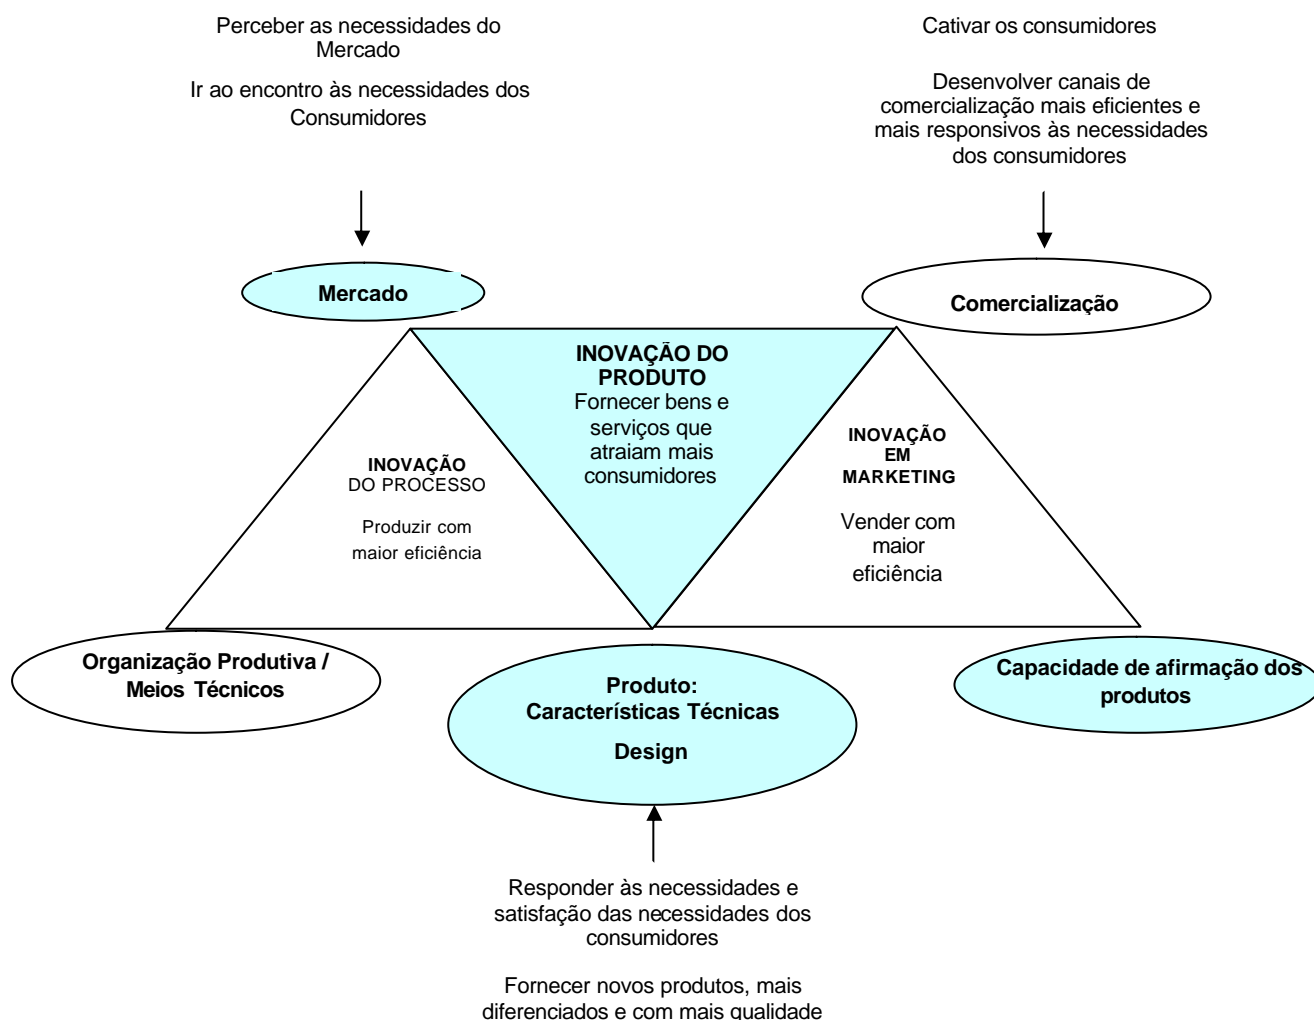 Perceber as necessidades do
Mercado
Ir ao encontro às necessidades dos
Consumidores
Cativar os consumidores
Desenvolver canais de
comercialização mais eficientes e
mais responsivos às necessidades
dos consumidores
Mercado
Comercialização
INOVAÇÃO DO
PRODUTO
Fornecer bens e
serviços que
atraiam mais
consumidores
INOVAÇÃO
DO PROCESSO
Produzir com
maior eficiência
INOVAÇÃO
EM
MARKETING
Vender com
maior
eficiência
Organização Produtiva /
Meios Técnicos
Produto:
Característícas Técnicas
Design
Capacidade de afirmação dos
produtos
Responder às necessidades e
satisfação das necessidades dos
consumidores
Fornecer novos produtos, mais
diferenciados e com mais qualidade